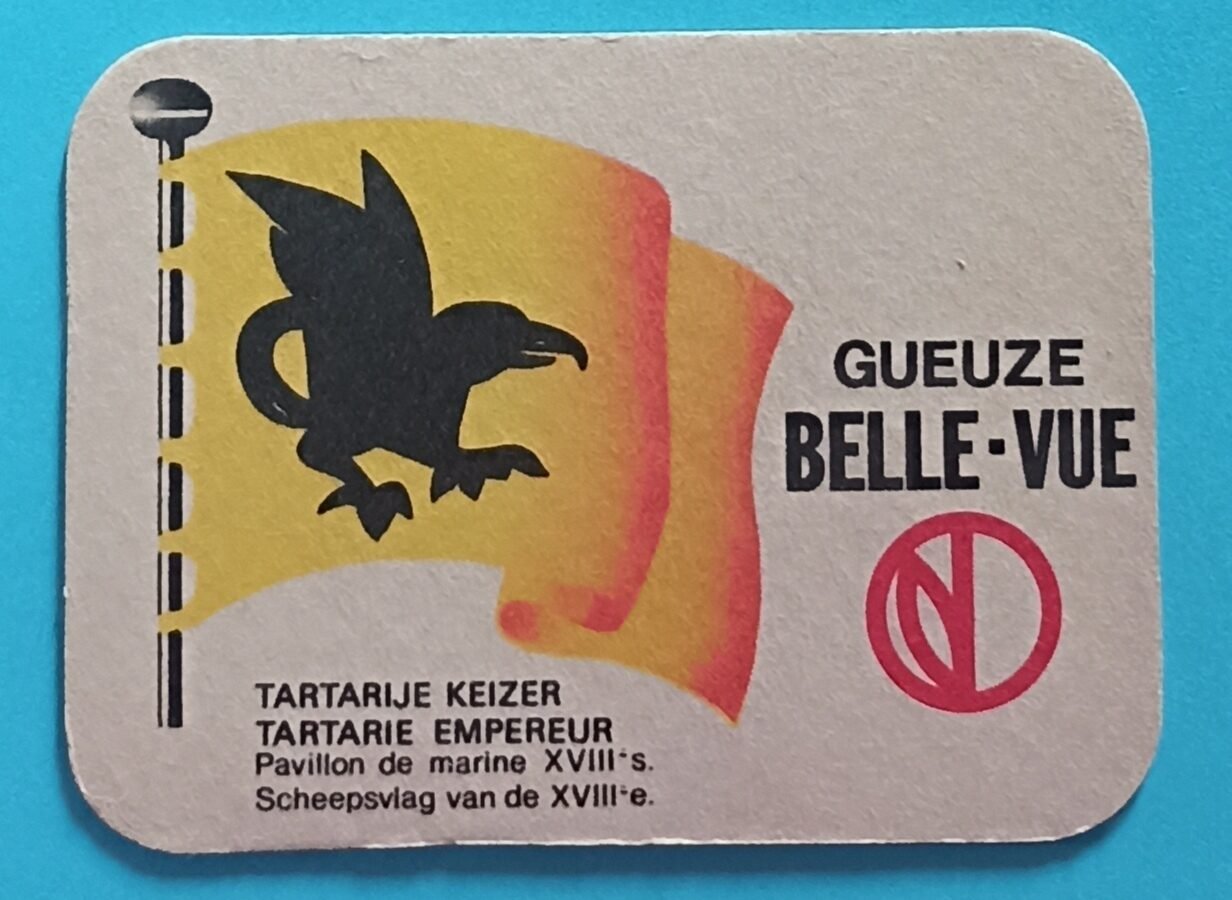 GUEUZE
BELLE-VUE
TARTARIJE KEIZER
TARTARIE EMPEREUR
Pavillon de marine XVIIIᵉs.
Scheepsvlag van de XVIIIᵉe.